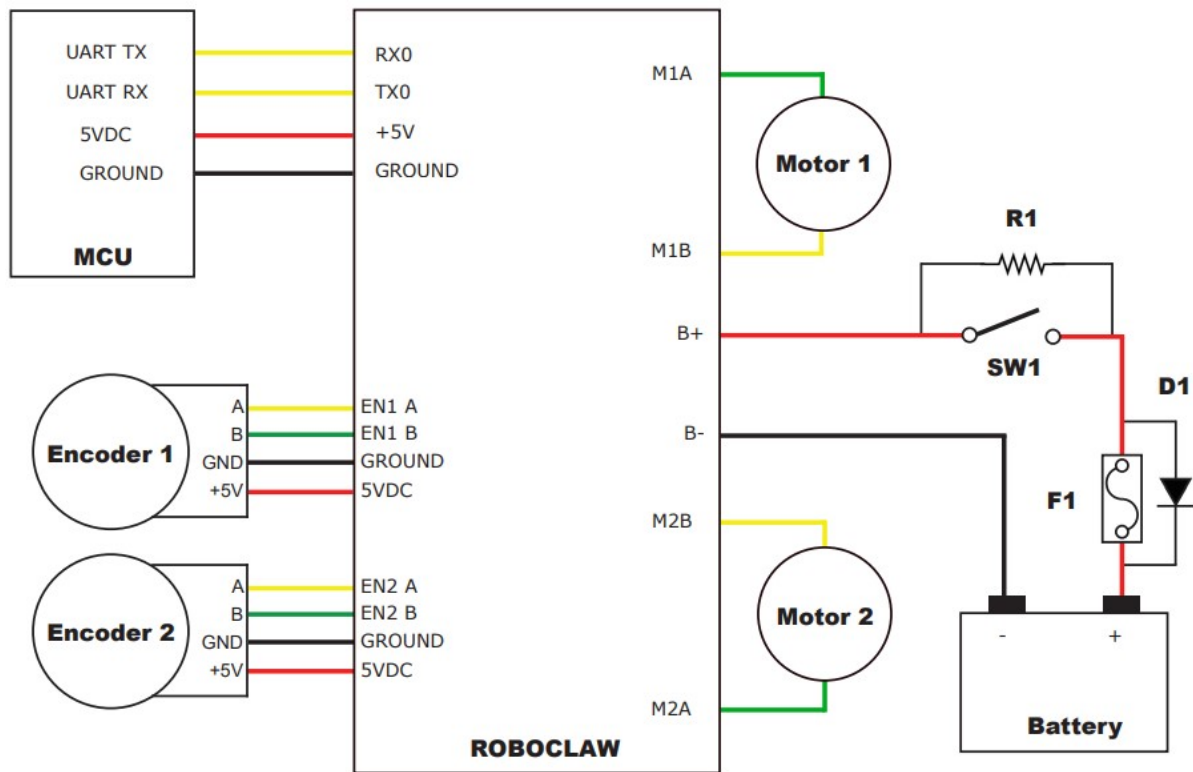 UART TX
UART RX
5VDC
GROUND
MCU
RX0
TX0
+5V
GROUND
M1A
Motor 1
M1B
R1
B+
SW1
D1
B-
F1
Encoder 1
A
B
GND
+5V
EN1 A
EN1 B
GROUND
5VDC
M2B
Motor 2
M2A
Encoder 2
A
B
GND
+5V
EN2 A
EN2 B
GROUND
5VDC
- +
Battery
ROBOCLAW